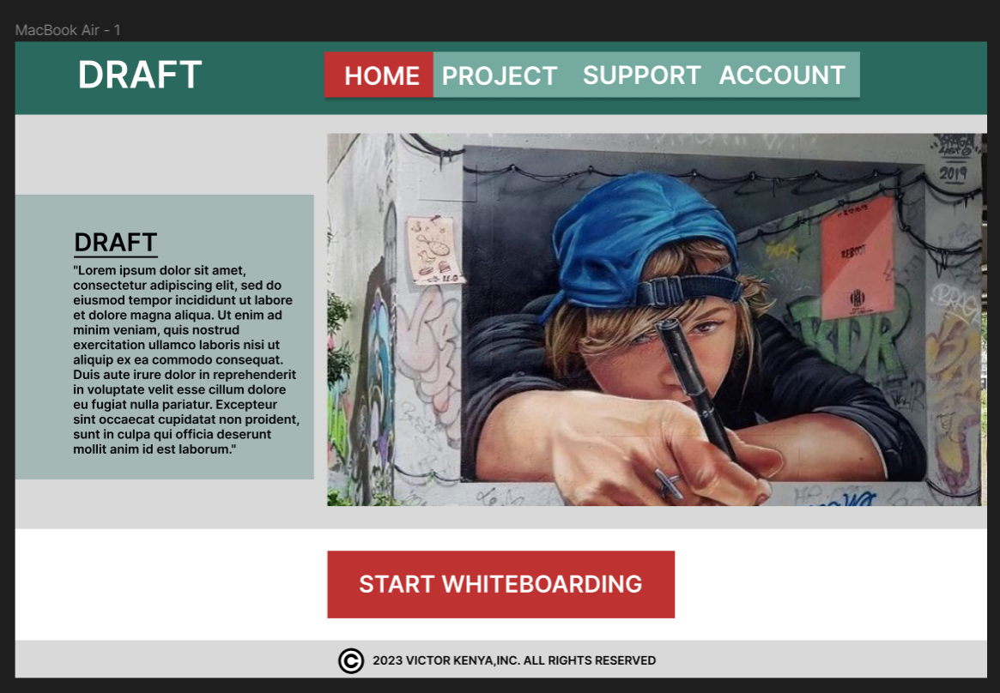 MacBook Air - 1
DRAFT
HOME PROJECT SUPPORT ACCOUNT
DRAFT
"Lorem ipsum dolor sit amet,
consectetur adipiscing elit, sed do
eiusmod tempor incididunt ut labore
et dolore magna aliqua. Ut enim ad
minim veniam, quis nostrud
exercitation ullamco laboris nisi ut
aliquip ex ea commodo consequat.
Duis aute irure dolor in reprehenderit
in voluptate velit esse cillum dolore
eu fugiat nulla pariatur. Excepteur
sint occaecat cupidatat non proident,
sunt in culpa qui officia deserunt
mollit anim id est laborum."
2019
REBOOT
START WHITEBOARDING
© 2023 VICTOR KENYA,INC. ALL RIGHTS RESERVED